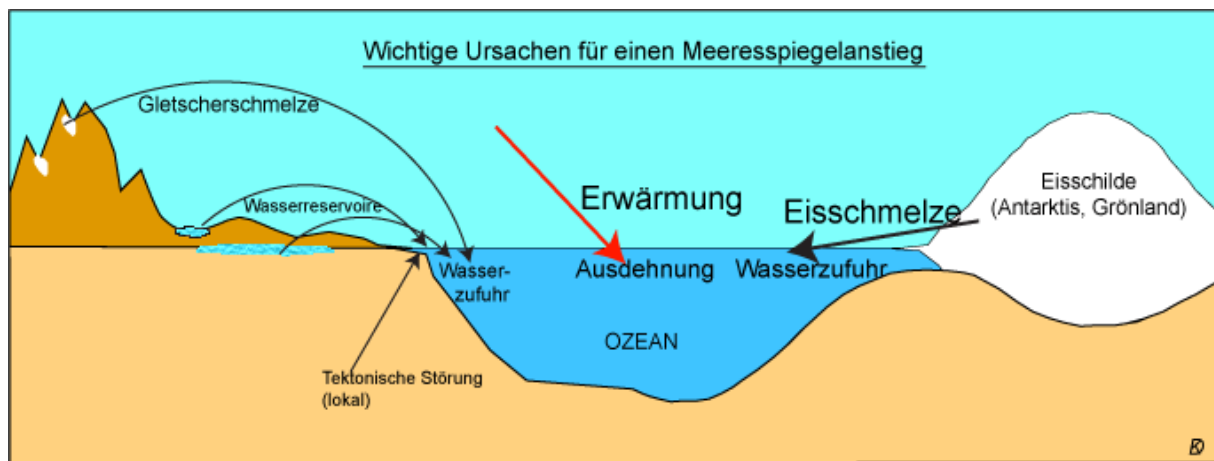 Wichtige Ursachen für einen Meeresspiegelanstieg
Gletscherschmelze
Wasserreservoire
Erwärmung
Eisschmelze
Eisschilde
(Antarktis, Grönland)
Wasser-
zufuhr
Ausdehnung
Wasserzufuhr
OZEAN
Tektonische Störung
(lokal)